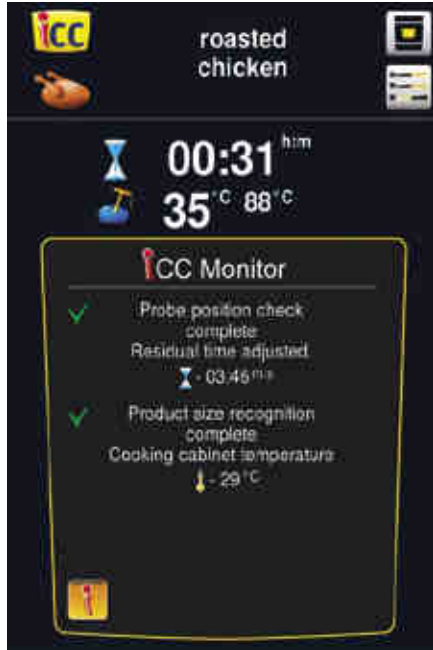 iCC
roasted
chicken
00:31 h:m
35 °C 88 °C
iCC Monitor
Probe position check
complete
Residual time adjusted
- 03:46 m:s
Product size recognition
complete
Cooking cabinet temperature
- 29 °C